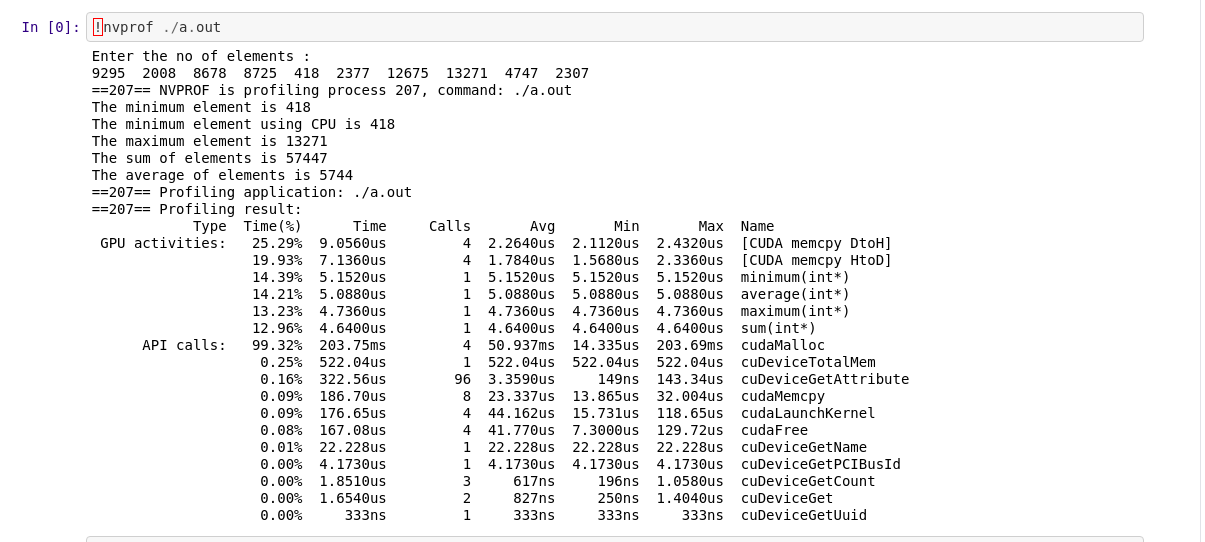 In [0]: !nvprof ./a.out
Enter the no of elements :
9295  2008  8678  8725  418  2377  12675  13271  4747  2307
==207== NVPROF is profiling process 207, command: ./a.out
The minimum element is 418
The minimum element using CPU is 418
The maximum element is 13271
The sum of elements is 57447
The average of elements is 5744
==207== Profiling application: ./a.out
==207== Profiling result:
            Type  Time(%)      Time     Calls       Avg       Min       Max  Name
 GPU activities:   25.29%  9.0560us         4  2.2640us  2.1120us  2.4320us  [CUDA memcpy DtoH]
                   19.93%  7.1360us         4  1.7840us  1.5680us  2.3360us  [CUDA memcpy HtoD]
                   14.39%  5.1520us         1  5.1520us  5.1520us  5.1520us  minimum(int*)
                   14.21%  5.0880us         1  5.0880us  5.0880us  5.0880us  average(int*)
                   13.23%  4.7360us         1  4.7360us  4.7360us  4.7360us  maximum(int*)
                   12.96%  4.6400us         1  4.6400us  4.6400us  4.6400us  sum(int*)
      API calls:   99.32%  203.75ms         4  50.937ms  14.335us  203.69ms  cudaMalloc
                    0.25%  522.04us         1  522.04us  522.04us  522.04us  cuDeviceTotalMem
                    0.16%  322.56us        96  3.3590us     149ns  143.34us  cuDeviceGetAttribute
                    0.09%  186.70us         8  23.337us  13.865us  32.004us  cudaMemcpy
                    0.09%  176.65us         4  44.162us  15.731us  118.65us  cudaLaunchKernel
                    0.08%  167.08us         4  41.770us  7.3000us  129.72us  cudaFree
                    0.01%  22.228us         1  22.228us  22.228us  22.228us  cuDeviceGetName
                    0.00%  4.1730us         1  4.1730us  4.1730us  4.1730us  cuDeviceGetPCIBusId
                    0.00%  1.8510us         3     617ns     196ns  1.0580us  cuDeviceGetCount
                    0.00%  1.6540us         2     827ns     250ns  1.4040us  cuDeviceGet
                    0.00%     333ns         1     333ns     333ns     333ns  cuDeviceGetUuid